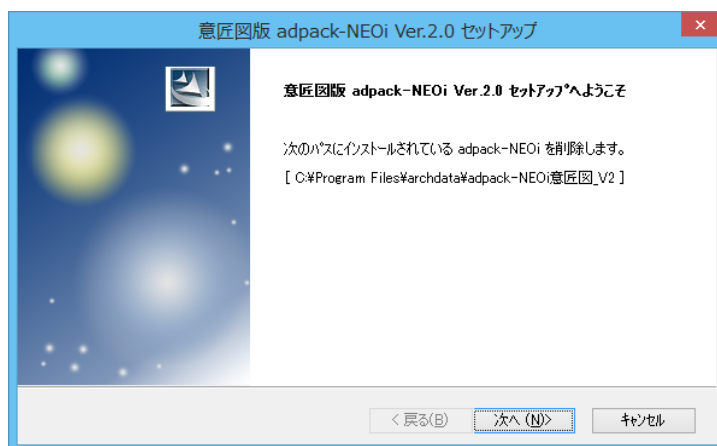 意匠図版 adpack-NEOi Ver.2.0 セットアップ
×
意匠図版 adpack-NEOi Ver.2.0 ｾｯﾄｱｯﾌﾟへようこそ
次のﾊﾟｽにｲﾝｽﾄｰﾙされている adpack-NEOi を削除します。
[ C:¥Program Files¥archdata¥adpack-NEOi意匠図_V2 ]
< 戻る(B)
次へ (N)>
ｷｬﾝｾﾙ